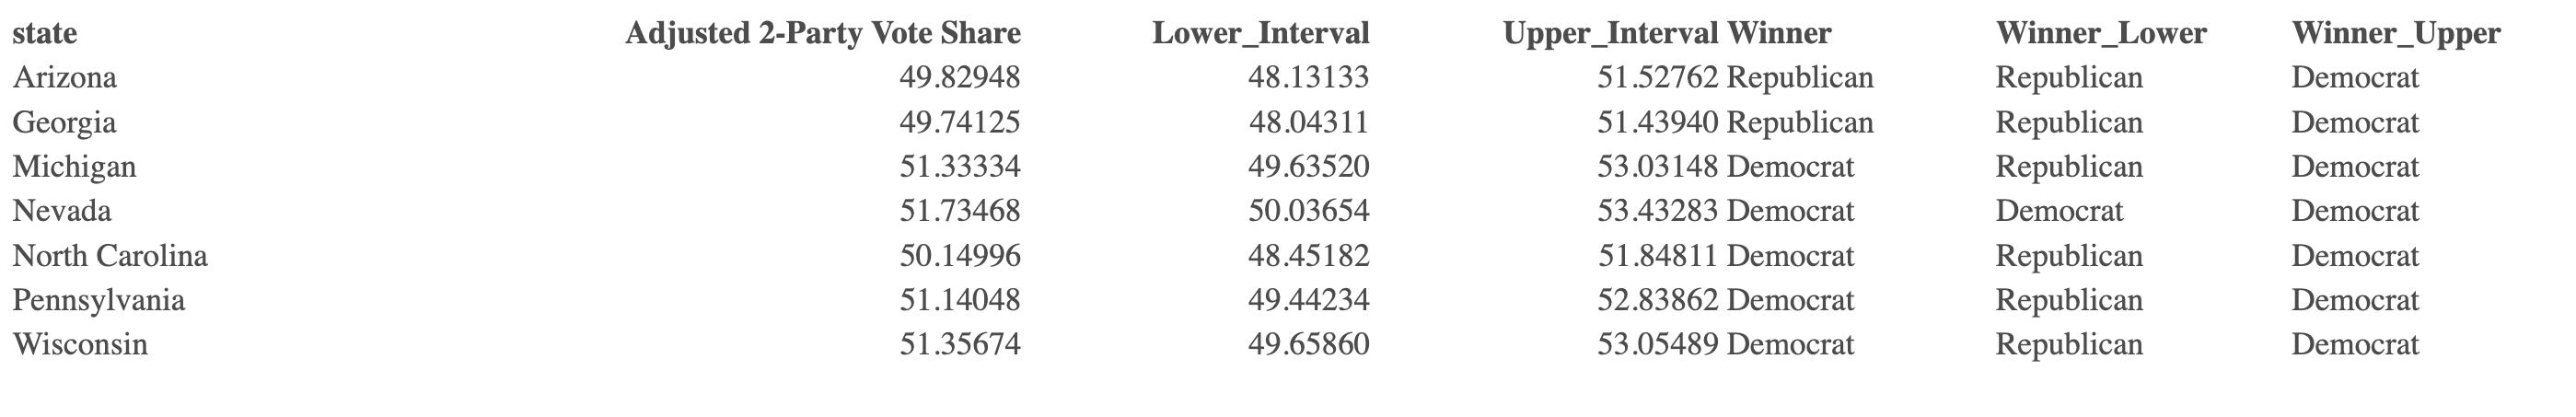 state Adjusted 2-Party Vote Share Lower_Interval Upper_Interval Winner Winner_Lower Winner_Upper
Arizona 49.82948 48.13133 51.52762 Republican Republican Democrat
Georgia 49.74125 48.04311 51.43940 Republican Republican Democrat
Michigan 51.33334 49.63520 53.03148 Democrat Republican Democrat
Nevada 51.73468 50.03654 53.43283 Democrat Democrat Democrat
North Carolina 50.14996 48.45182 51.84811 Democrat Republican Democrat
Pennsylvania 51.14048 49.44234 52.83862 Democrat Republican Democrat
Wisconsin 51.35674 49.65860 53.05489 Democrat Republican Democrat